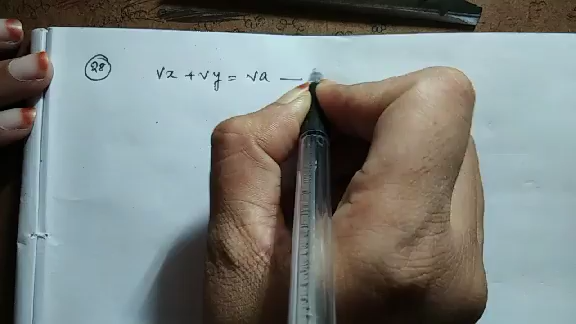 28 √x + √y = √a —